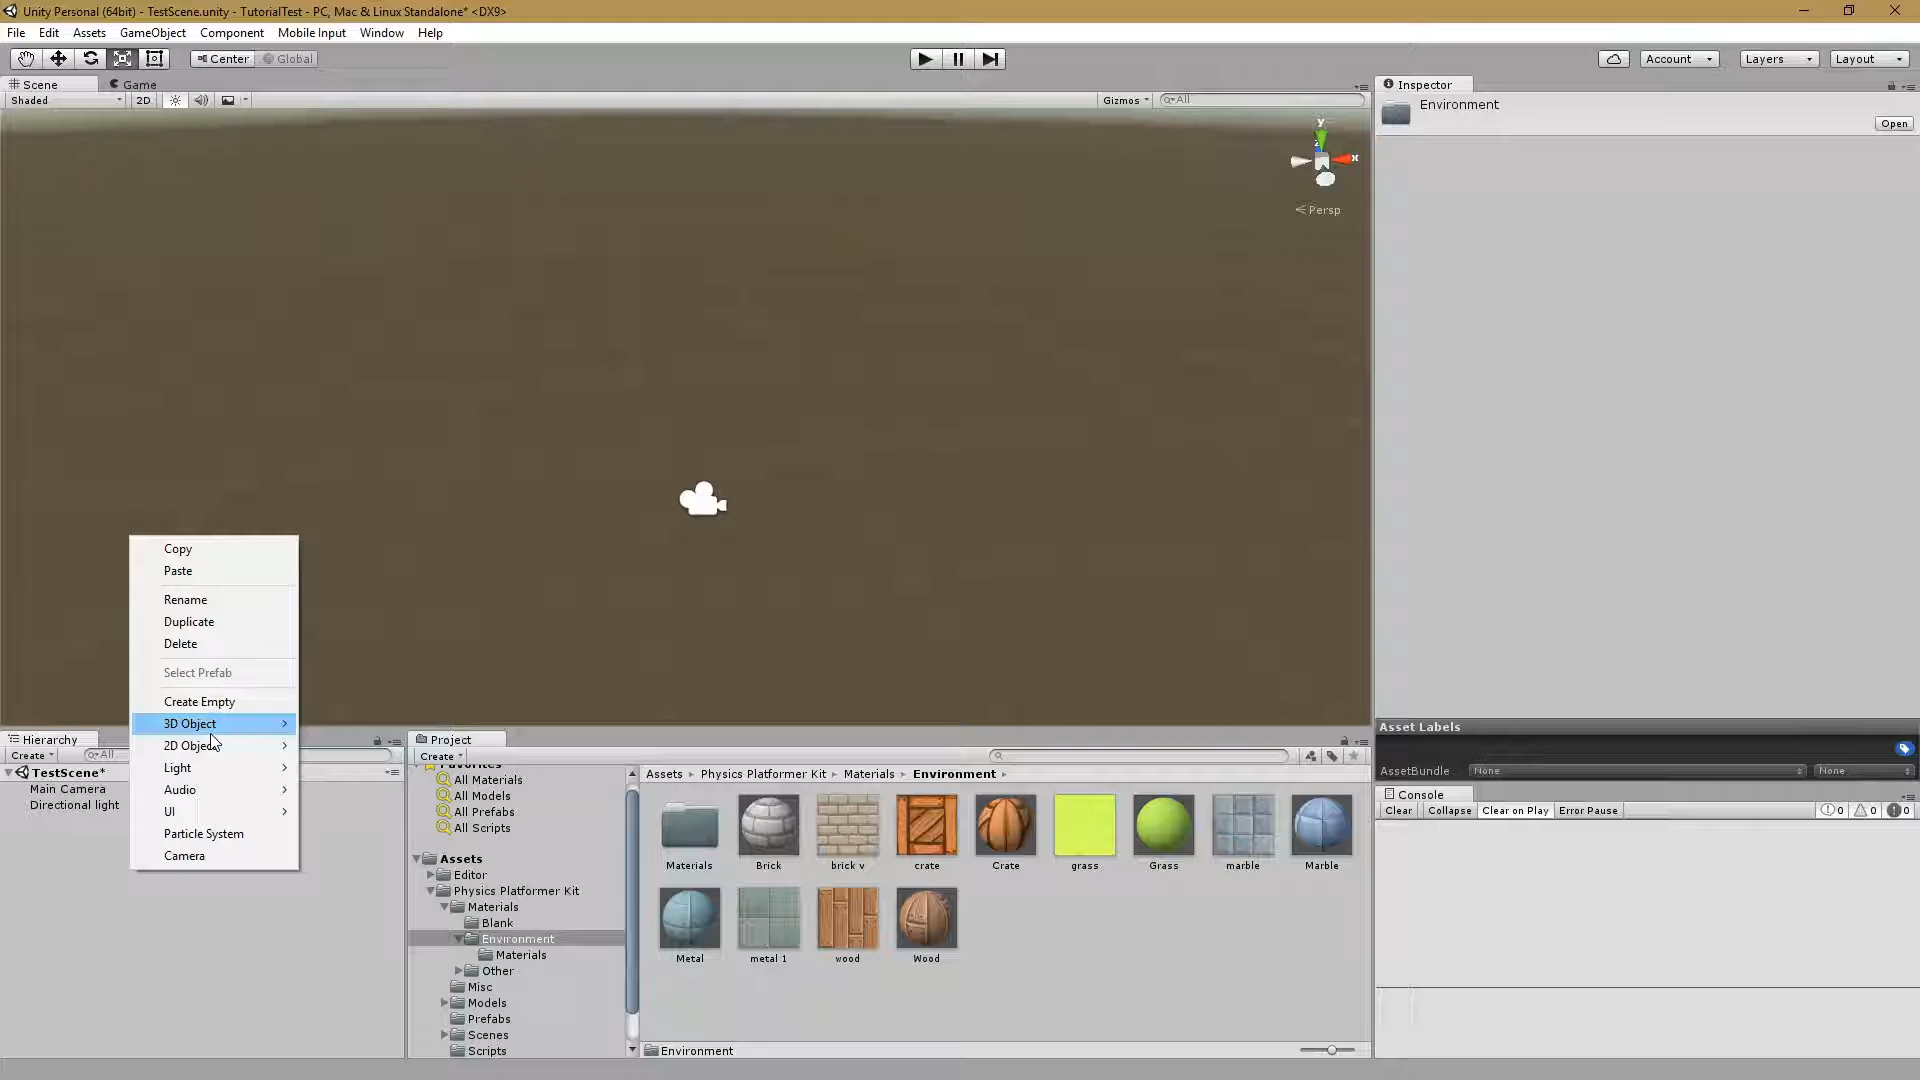 Unity Personal (64bit) - TestScene.unity - TutorialTest - PC, Mac & Linux Standalone* <DX9>
File Edit Assets GameObject Component Mobile Input Window Help
Center Global Account Layers Layout
Scene Game
Shaded 2D Gizmos All
y
x
Persp
Inspector
Environment
Open
Copy
Paste
Rename
Duplicate
Delete
Select Prefab
Create Empty
3D Object
2D Object
Light
Audio
UI
Particle System
Camera
Hierarchy
Create All
TestScene*
Main Camera
Directional light
Project
Create
Favorites
All Materials
All Models
All Prefabs
All Scripts
Assets
Editor
Physics Platformer Kit
Materials
Blank
Environment
Materials
Other
Misc
Models
Prefabs
Scenes
Scripts
Assets Physics Platformer Kit Materials Environment
Materials Brick brick v crate Crate grass Grass marble Marble
Metal metal 1 wood Wood
Environment
Asset Labels
AssetBundle None None
Console
Clear Collapse Clear on Play Error Pause 0 0 0